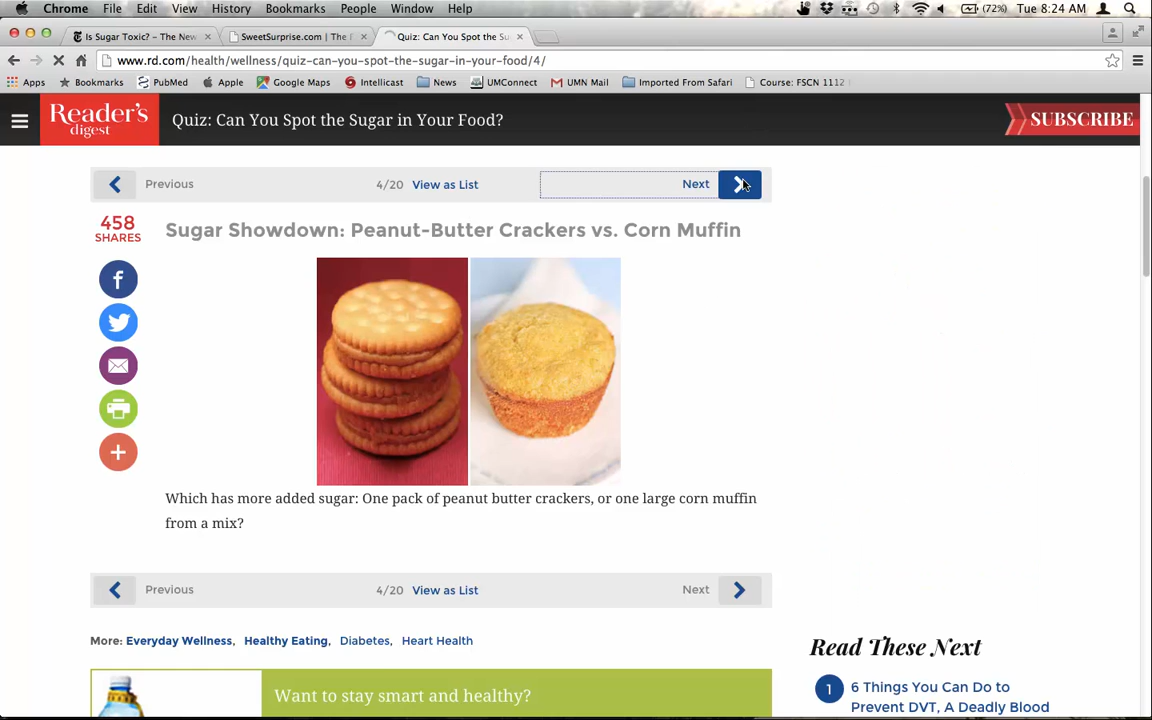 Chrome File Edit View History Bookmarks People Window Help (72%) Tue 8:24 AM
Is Sugar Toxic? - The New SweetSurprise.com | The F Quiz: Can You Spot the Su
www.rd.com/health/wellness/quiz-can-you-spot-the-sugar-in-your-food/4/
Apps Bookmarks PubMed Apple Google Maps Intellicast News UMConnect UMN Mail Imported From Safari Course: FSCN 1112
Reader's digest
Quiz: Can You Spot the Sugar in Your Food?
SUBSCRIBE
Previous 4/20 View as List Next
458
SHARES
Sugar Showdown: Peanut-Butter Crackers vs. Corn Muffin
Which has more added sugar: One pack of peanut butter crackers, or one large corn muffin
from a mix?
Previous 4/20 View as List Next
More: Everyday Wellness, Healthy Eating, Diabetes, Heart Health
Read These Next
Want to stay smart and healthy?
1 6 Things You Can Do to
Prevent DVT, A Deadly Blood